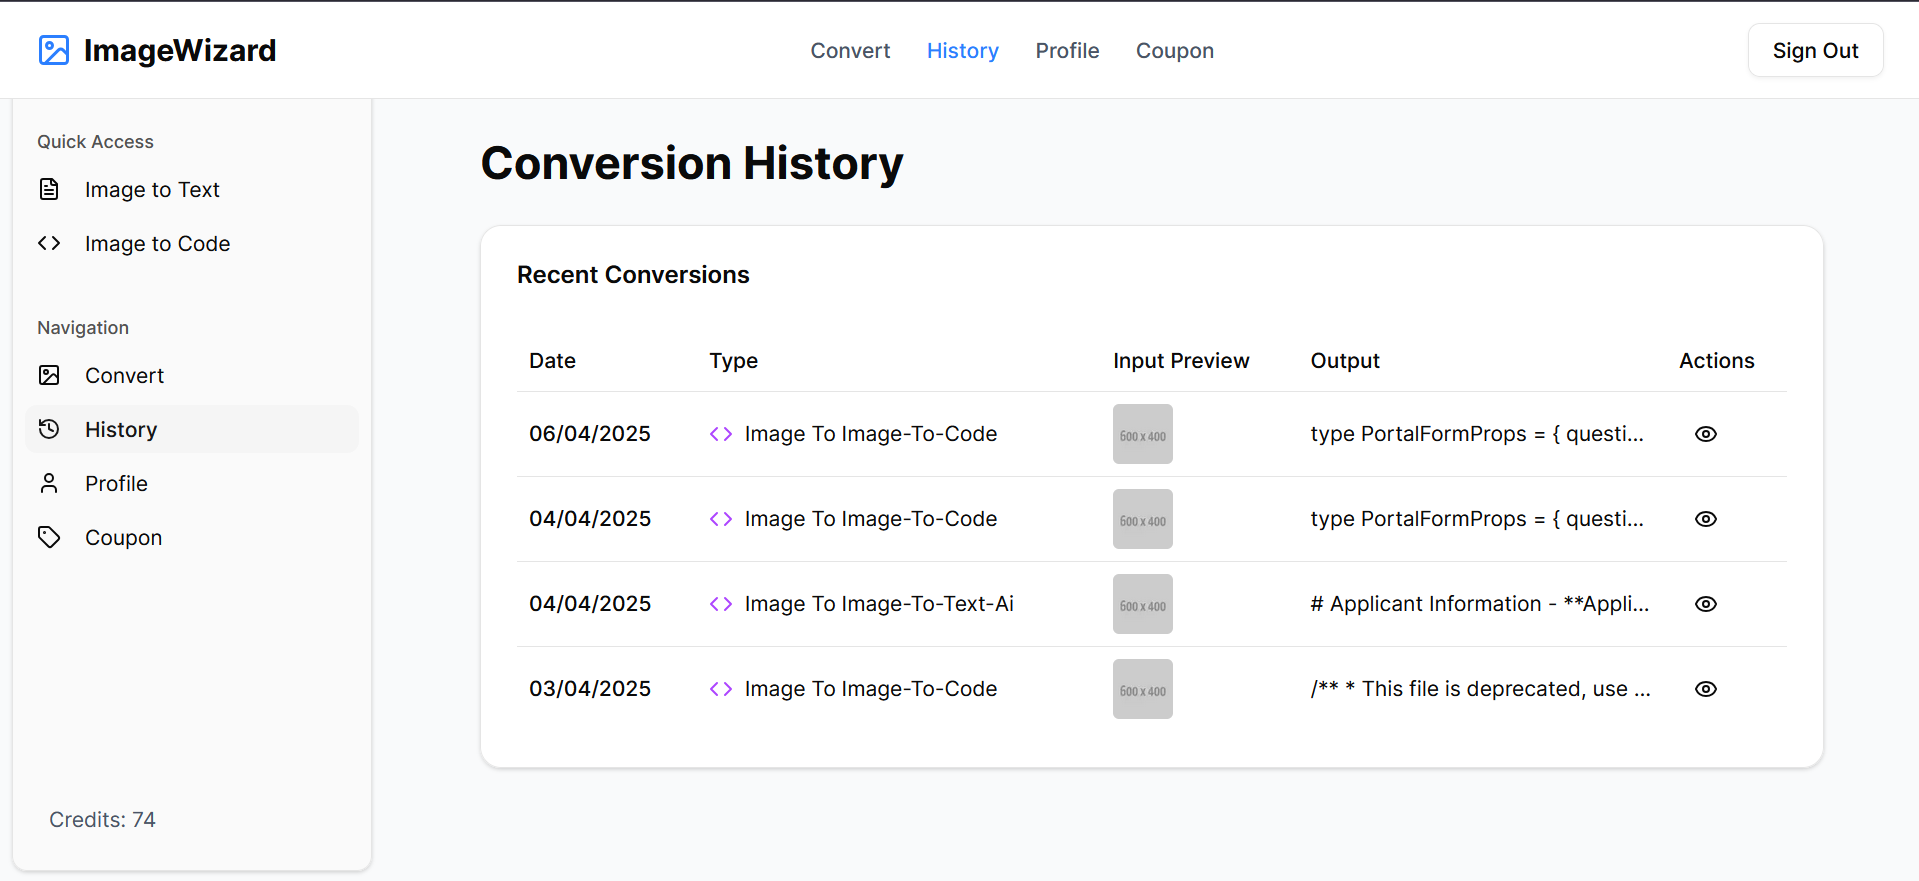 ImageWizard
Convert History Profile Coupon
Sign Out
Quick Access
Image to Text
Image to Code
Navigation
Convert
History
Profile
Coupon
Credits: 74
Conversion History
Recent Conversions
Date Type Input Preview Output Actions
06/04/2025 Image To Image-To-Code 600 x 400 type PortalFormProps = { questi...
04/04/2025 Image To Image-To-Code 600 x 400 type PortalFormProps = { questi...
04/04/2025 Image To Image-To-Text-Ai 600 x 400 # Applicant Information - **Appli...
03/04/2025 Image To Image-To-Code 600 x 400 /** * This file is deprecated, use ...